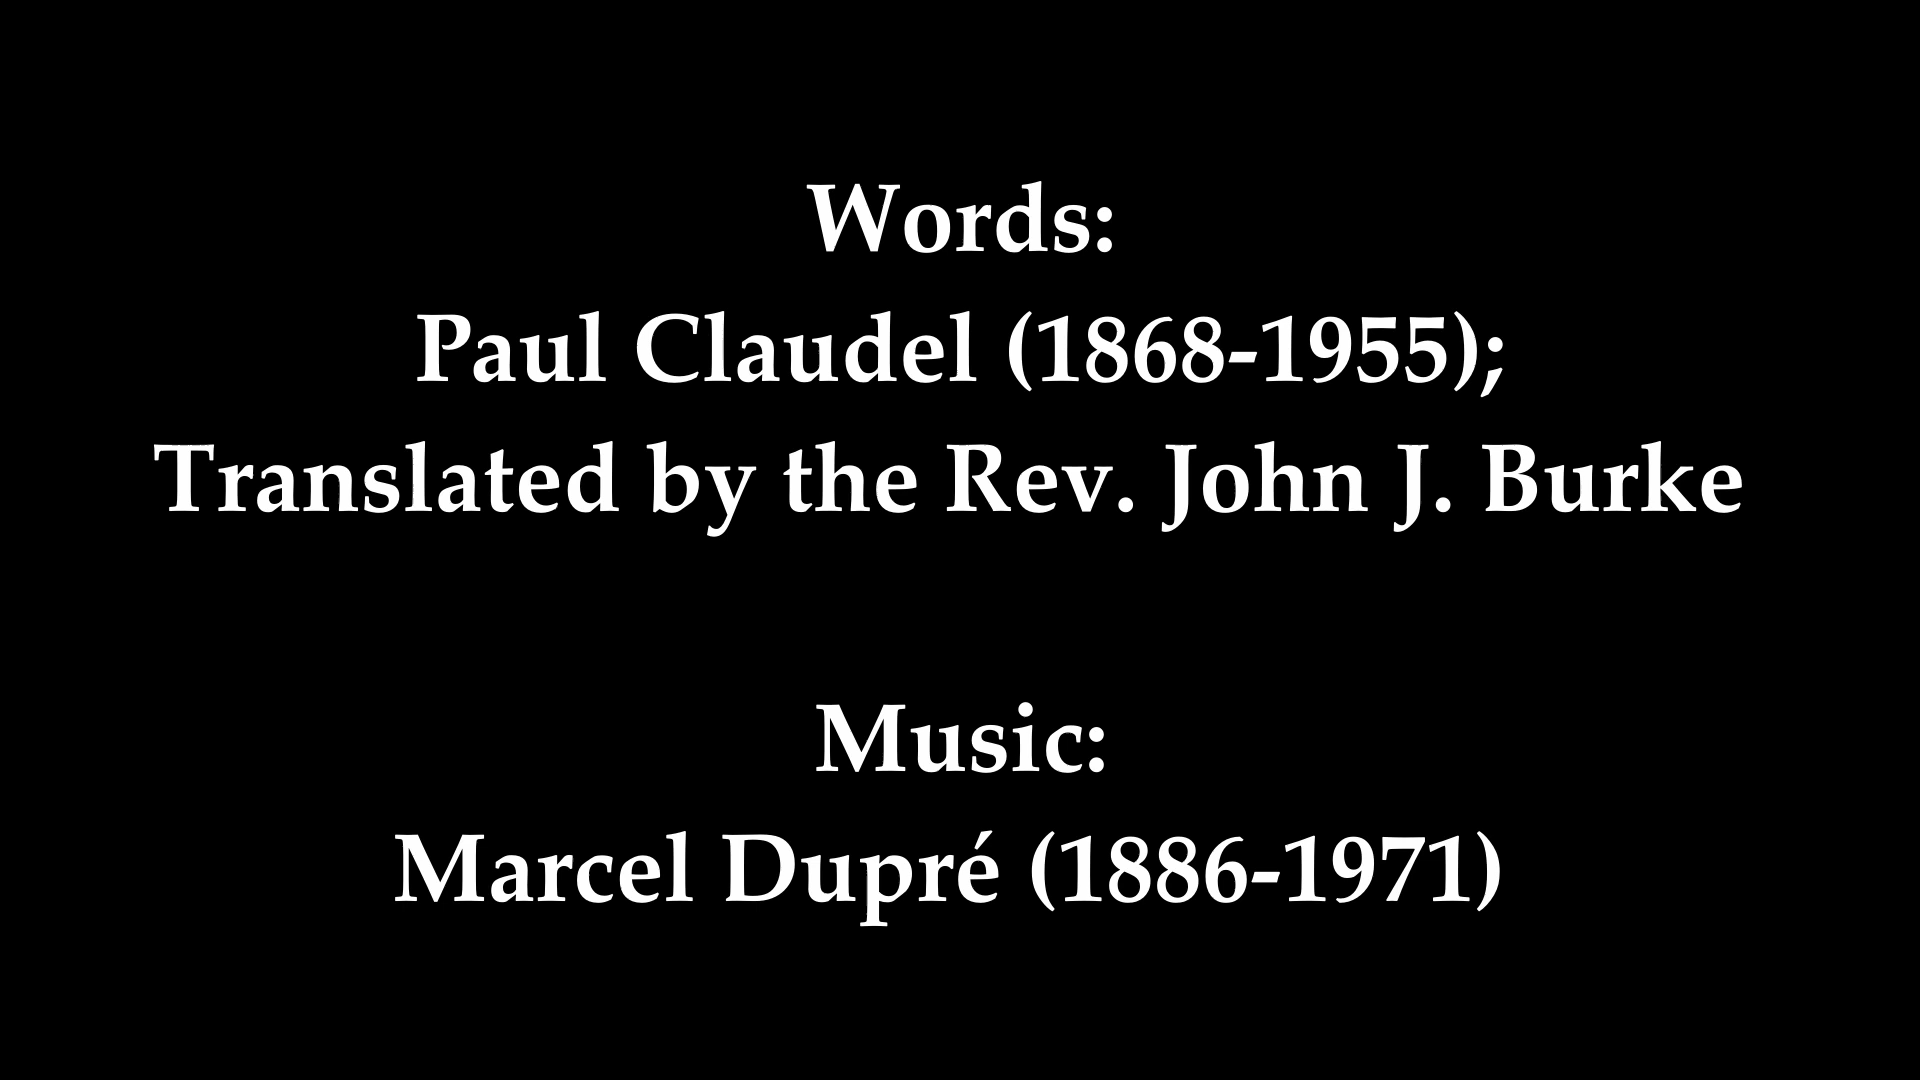 Words:
Paul Claudel (1868-1955);
Translated by the Rev. John J. Burke
Music:
Marcel Dupré (1886-1971)